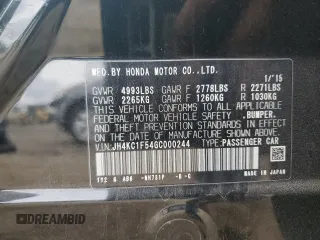 MFD.BY HONDA MOTOR CO.,LTD. 1/'15
GVWR 4993LBS GAWR F 2778LBS R 2271LBS
GVWR 2265KG GAWR F 1260KG R 1030KG
THIS VEHICLE CONFORMS TO ALL APPLICABLE
FEDERAL MOTOR VEHICLE SAFETY, BUMPER,
AND THEFT PREVENTION STANDARDS IN EFFECT ON THE
DATE OF MANUFACTURE SHOWN ABOVE.
VIN:JH4KC1F54GC000244 TYPE:PASSENGER CAR
NH731P
MADE IN JAPAN
DREAMBID